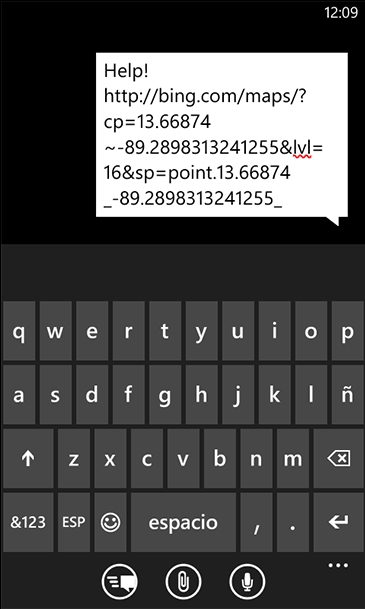 12:09
Help!
http://bing.com/maps/?
cp=13.66874
~-89.2898313241255&lvl=
16&sp=point.13.66874
_-89.2898313241255_
q w e r t y u i o p
a s d f g h j k l ñ
z x c v b n m
&123 ESP espacio , .